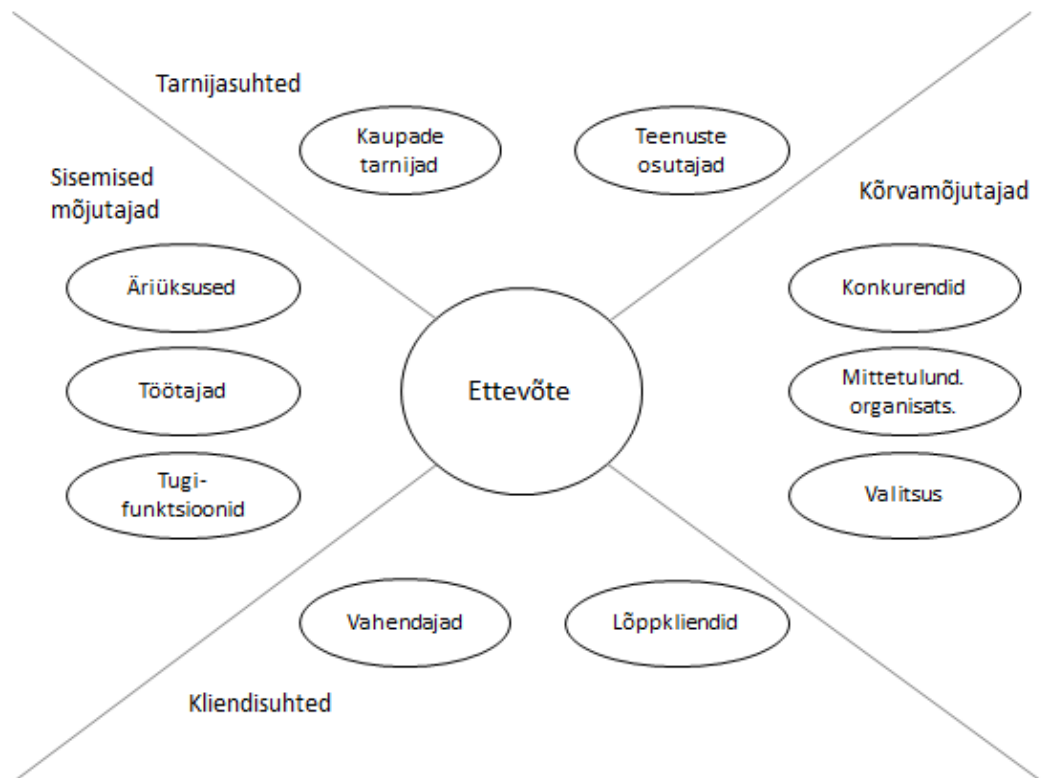 Tarnijasuhted
Kaupade
tarnijad
Teenuste
osutajad
Sisemised
mõjutajad
Kõrvamõjutajad
Äriüksused
Töötajad
Tugi-
funktsioonid
Ettevõte
Konkurendid
Mittetulund.
organisats.
Valitsus
Vahendajad
Lõppkliendid
Kliendisuhted